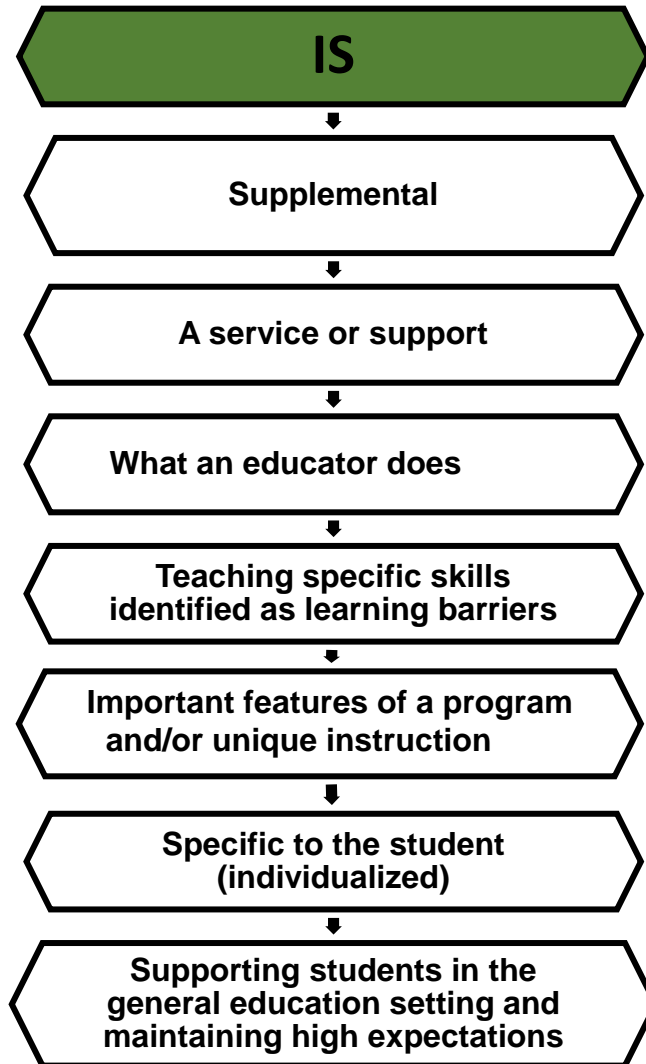 IS
Supplemental
A service or support
What an educator does
Teaching specific skills
identified as learning barriers
Important features of a program
and/or unique instruction
Specific to the student
(individualized)
Supporting students in the
general education setting and
maintaining high expectations